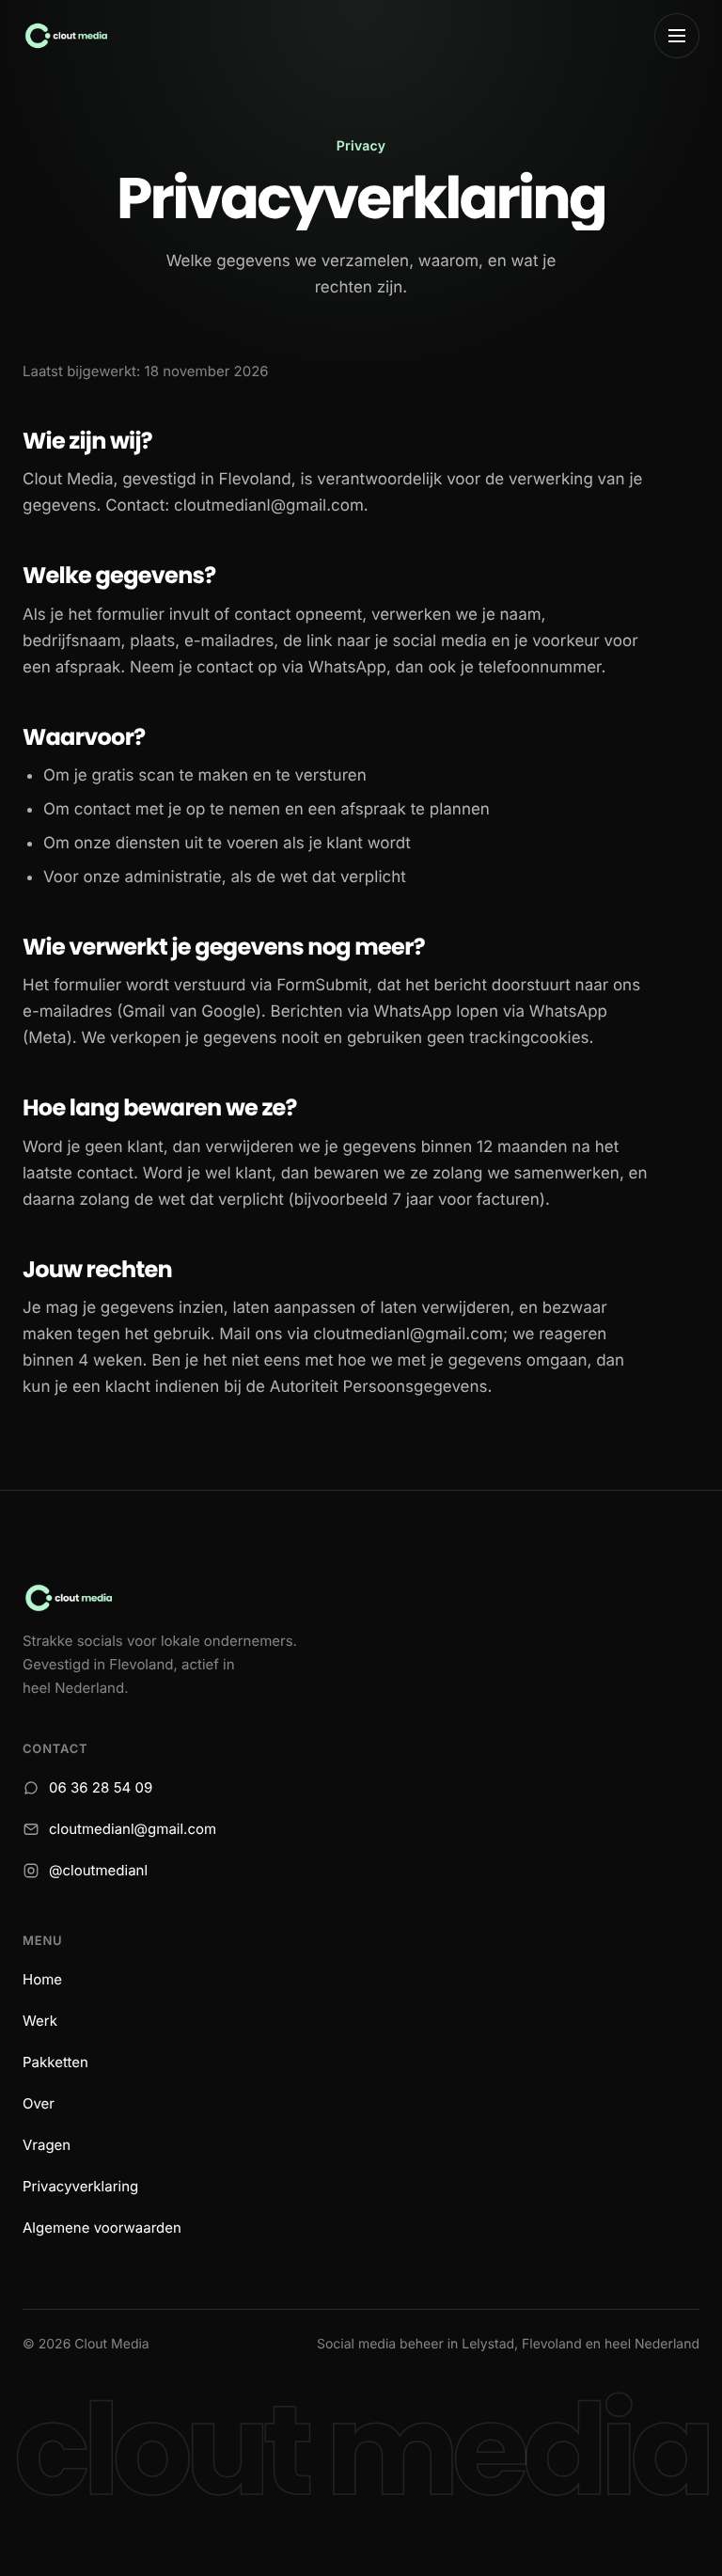 clout media
Privacy
Privacyverklaring
Welke gegevens we verzamelen, waarom, en wat je
rechten zijn.
Laatst bijgewerkt: 18 november 2026
Wie zijn wij?
Clout Media, gevestigd in Flevoland, is verantwoordelijk voor de verwerking van je
gegevens. Contact: cloutmedianl@gmail.com.
Welke gegevens?
Als je het formulier invult of contact opneemt, verwerken we je naam,
bedrijfsnaam, plaats, e-mailadres, de link naar je social media en je voorkeur voor
een afspraak. Neem je contact op via WhatsApp, dan ook je telefoonnummer.
Waarvoor?
• Om je gratis scan te maken en te versturen
• Om contact met je op te nemen en een afspraak te plannen
• Om onze diensten uit te voeren als je klant wordt
• Voor onze administratie, als de wet dat verplicht
Wie verwerkt je gegevens nog meer?
Het formulier wordt verstuurd via FormSubmit, dat het bericht doorstuurt naar ons
e-mailadres (Gmail van Google). Berichten via WhatsApp lopen via WhatsApp
(Meta). We verkopen je gegevens nooit en gebruiken geen trackingcookies.
Hoe lang bewaren we ze?
Word je geen klant, dan verwijderen we je gegevens binnen 12 maanden na het
laatste contact. Word je wel klant, dan bewaren we ze zolang we samenwerken, en
daarna zolang de wet dat verplicht (bijvoorbeeld 7 jaar voor facturen).
Jouw rechten
Je mag je gegevens inzien, laten aanpassen of laten verwijderen, en bezwaar
maken tegen het gebruik. Mail ons via cloutmedianl@gmail.com; we reageren
binnen 4 weken. Ben je het niet eens met hoe we met je gegevens omgaan, dan
kun je een klacht indienen bij de Autoriteit Persoonsgegevens.
clout media
Strakke socials voor lokale ondernemers.
Gevestigd in Flevoland, actief in
heel Nederland.
CONTACT
06 36 28 54 09
cloutmedianl@gmail.com
@cloutmedianl
MENU
Home
Werk
Pakketten
Over
Vragen
Privacyverklaring
Algemene voorwaarden
© 2026 Clout Media
Social media beheer in Lelystad, Flevoland en heel Nederland
clout media